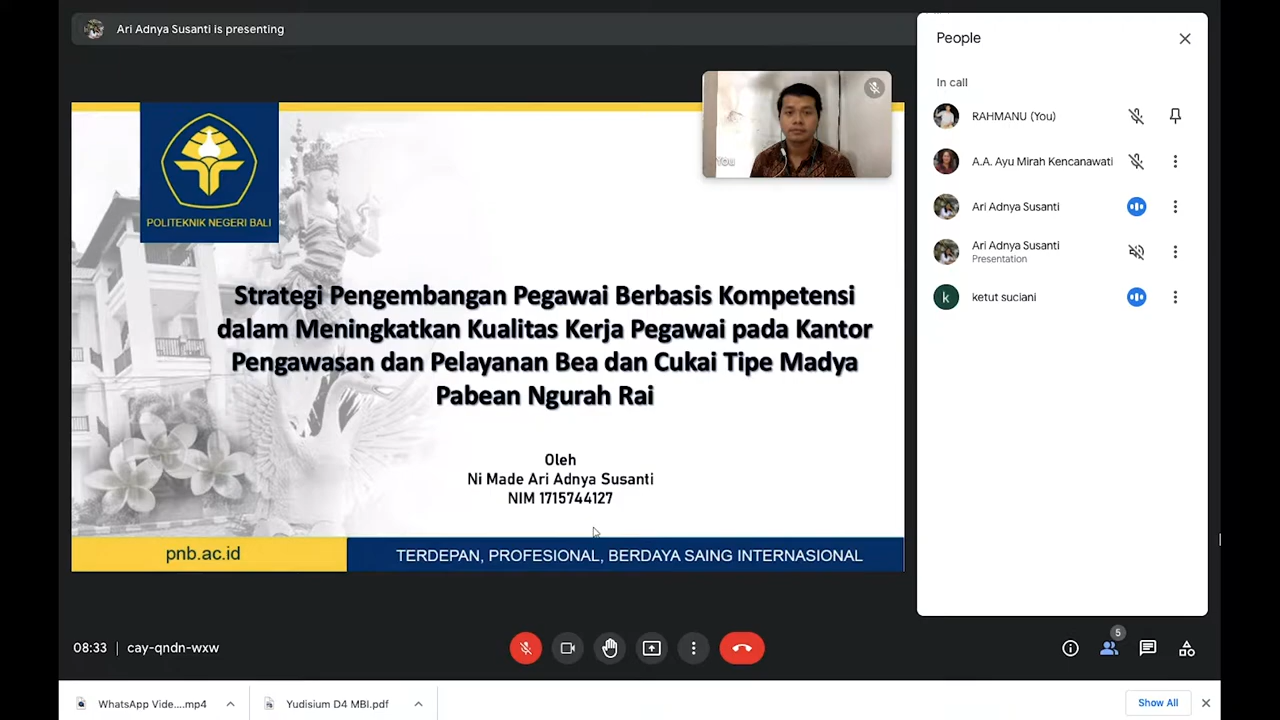 Ari Adnya Susanti is presenting
People
In call
RAHMANU (You)
A.A. Ayu Mirah Kencanawati
Ari Adnya Susanti
Ari Adnya Susanti
Presentation
k
ketut suciani
You
POLITEKNIK NEGERI BALI
Strategi Pengembangan Pegawai Berbasis Kompetensi
dalam Meningkatkan Kualitas Kerja Pegawai pada Kantor
Pengawasan dan Pelayanan Bea dan Cukai Tipe Madya
Pabean Ngurah Rai
Oleh
Ni Made Ari Adnya Susanti
NIM 1715744127
pnb.ac.id
TERDEPAN, PROFESIONAL, BERDAYA SAING INTERNASIONAL
08:33 | cay-qndn-wxw
5
WhatsApp Vide....mp4
Yudisium D4 MBI.pdf
Show All